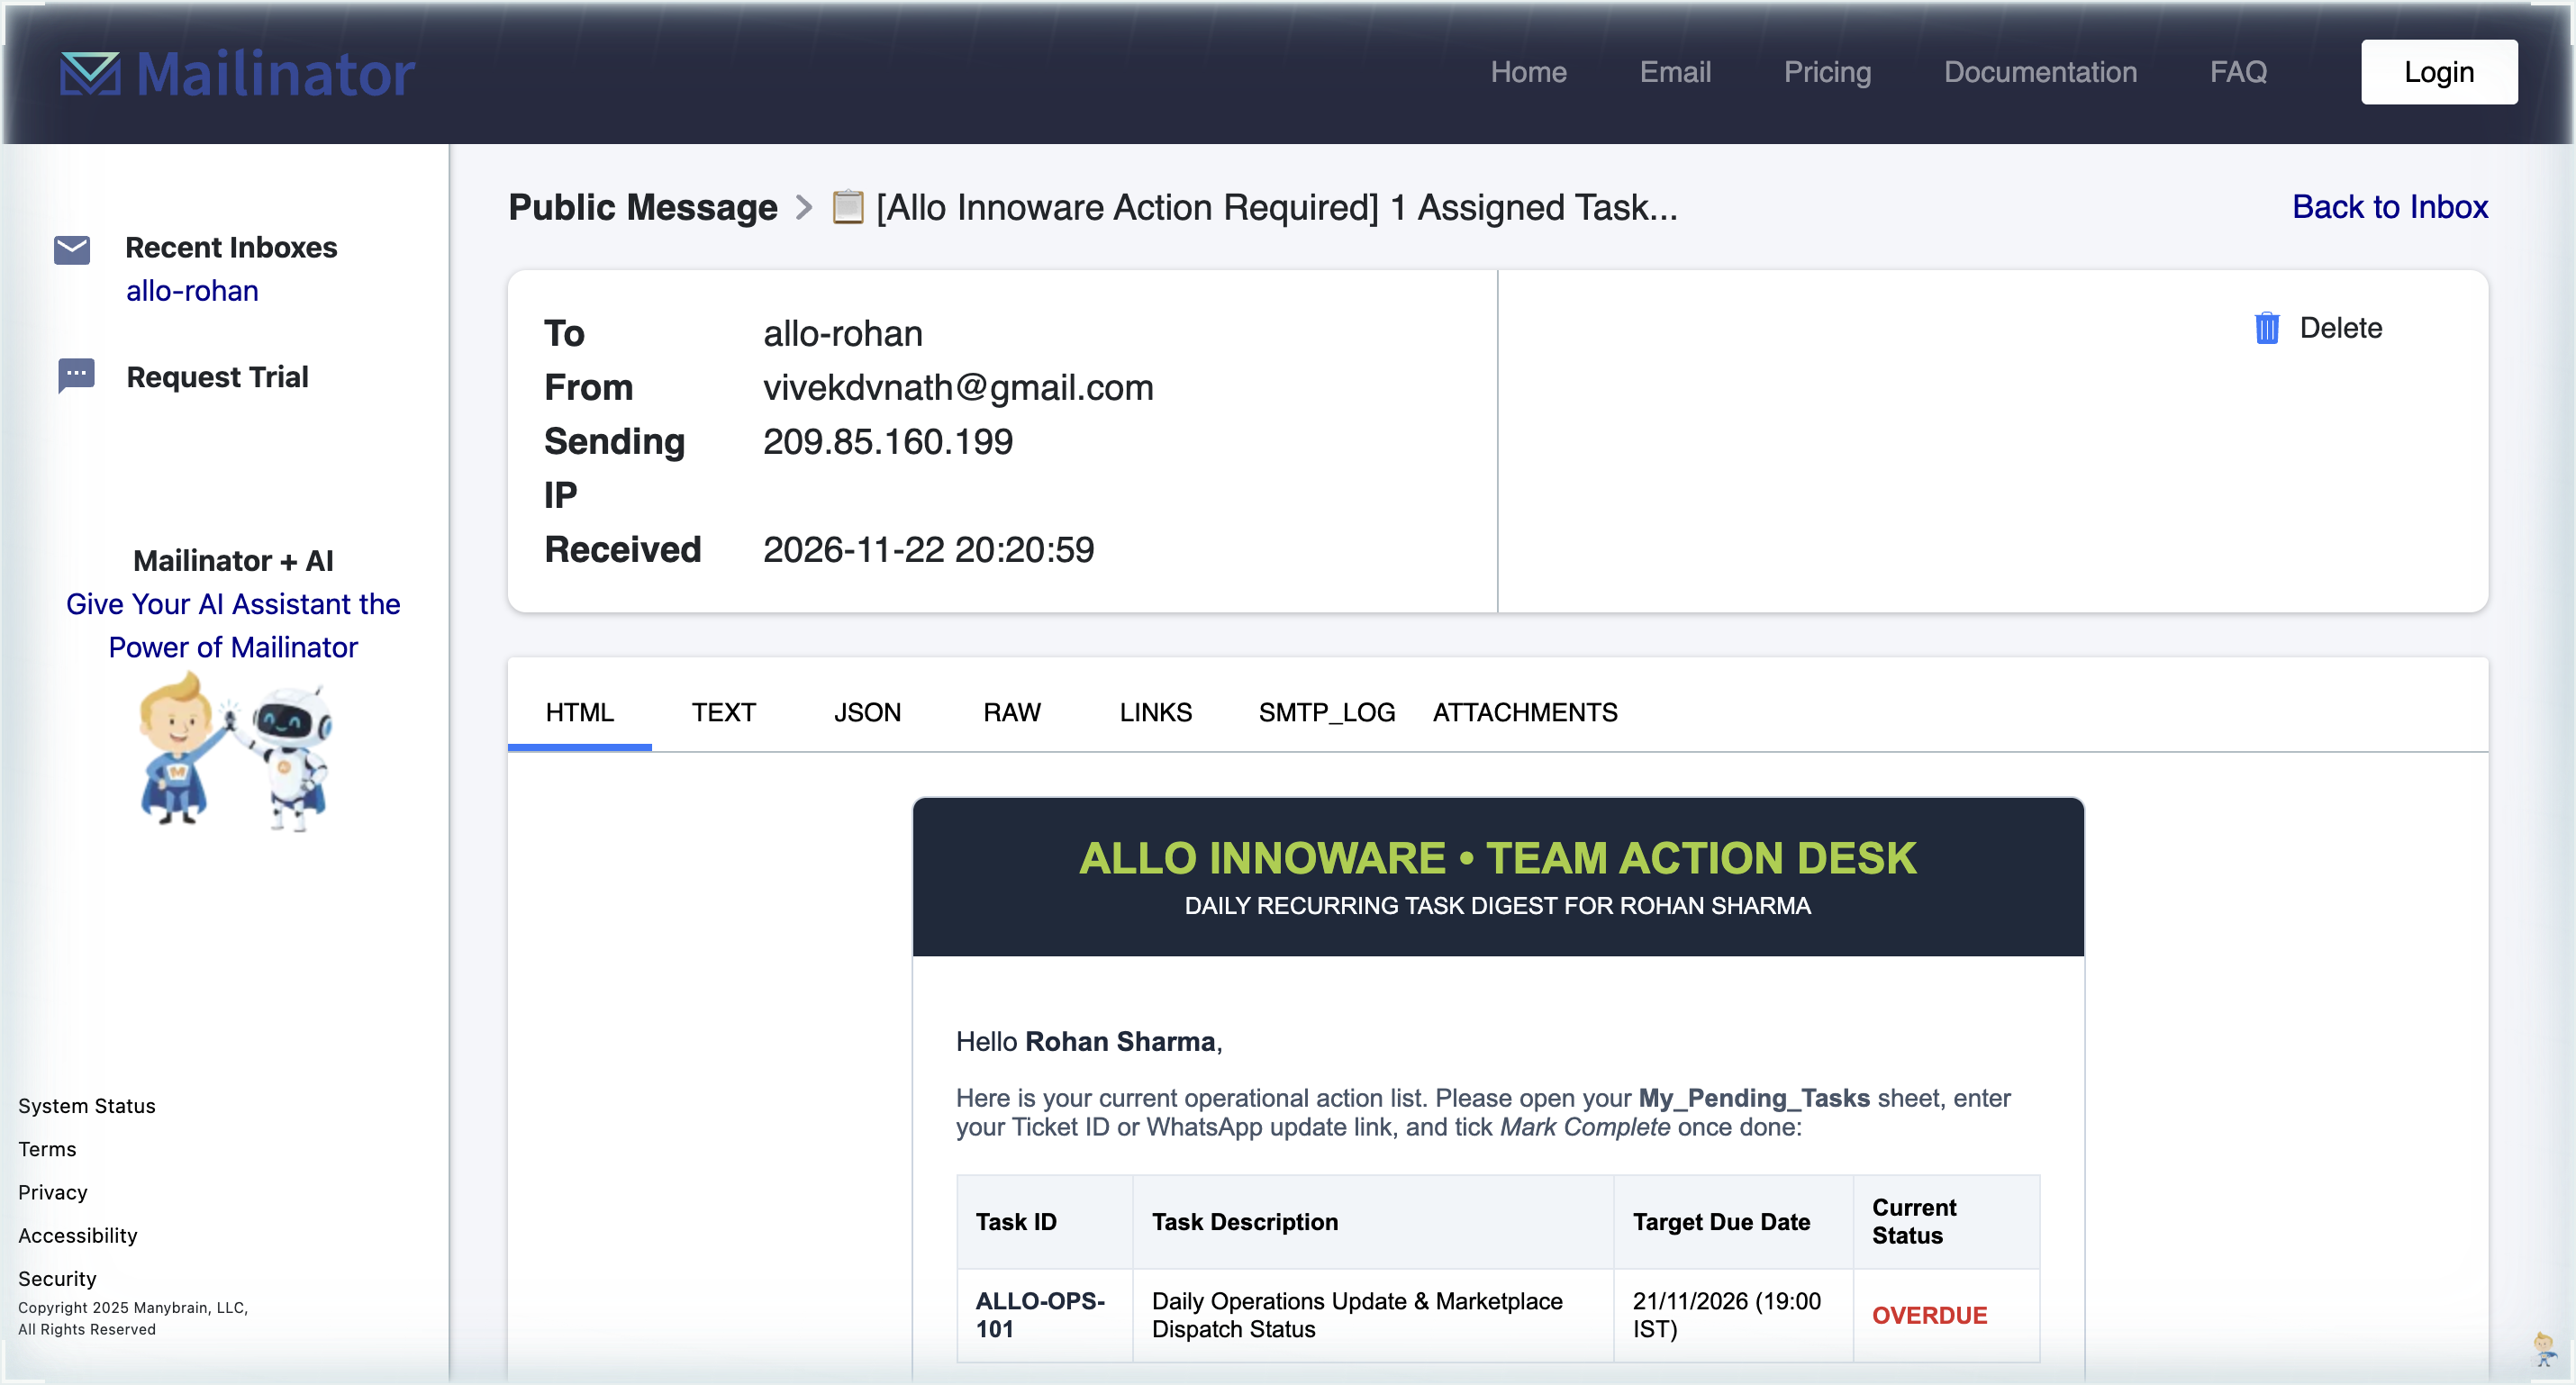 Mailinator
Home Email Pricing Documentation FAQ Login
Recent Inboxes
allo-rohan
Request Trial
Mailinator + AI
Give Your AI Assistant the
Power of Mailinator
System Status
Terms
Privacy
Accessibility
Security
Copyright 2025 Manybrain, LLC,
All Rights Reserved
Public Message > 📋 [Allo Innoware Action Required] 1 Assigned Task...
Back to Inbox
To allo-rohan
From vivekdvnath@gmail.com
Sending 209.85.160.199
IP
Received 2026-11-22 20:20:59
Delete
HTML TEXT JSON RAW LINKS SMTP_LOG ATTACHMENTS
ALLO INNOWARE • TEAM ACTION DESK
DAILY RECURRING TASK DIGEST FOR ROHAN SHARMA
Hello Rohan Sharma,
Here is your current operational action list. Please open your My_Pending_Tasks sheet, enter
your Ticket ID or WhatsApp update link, and tick Mark Complete once done:
Task ID
Task Description
Target Due Date
Current
Status
ALLO-OPS-
101
Daily Operations Update & Marketplace
Dispatch Status
21/11/2026 (19:00
IST)
OVERDUE